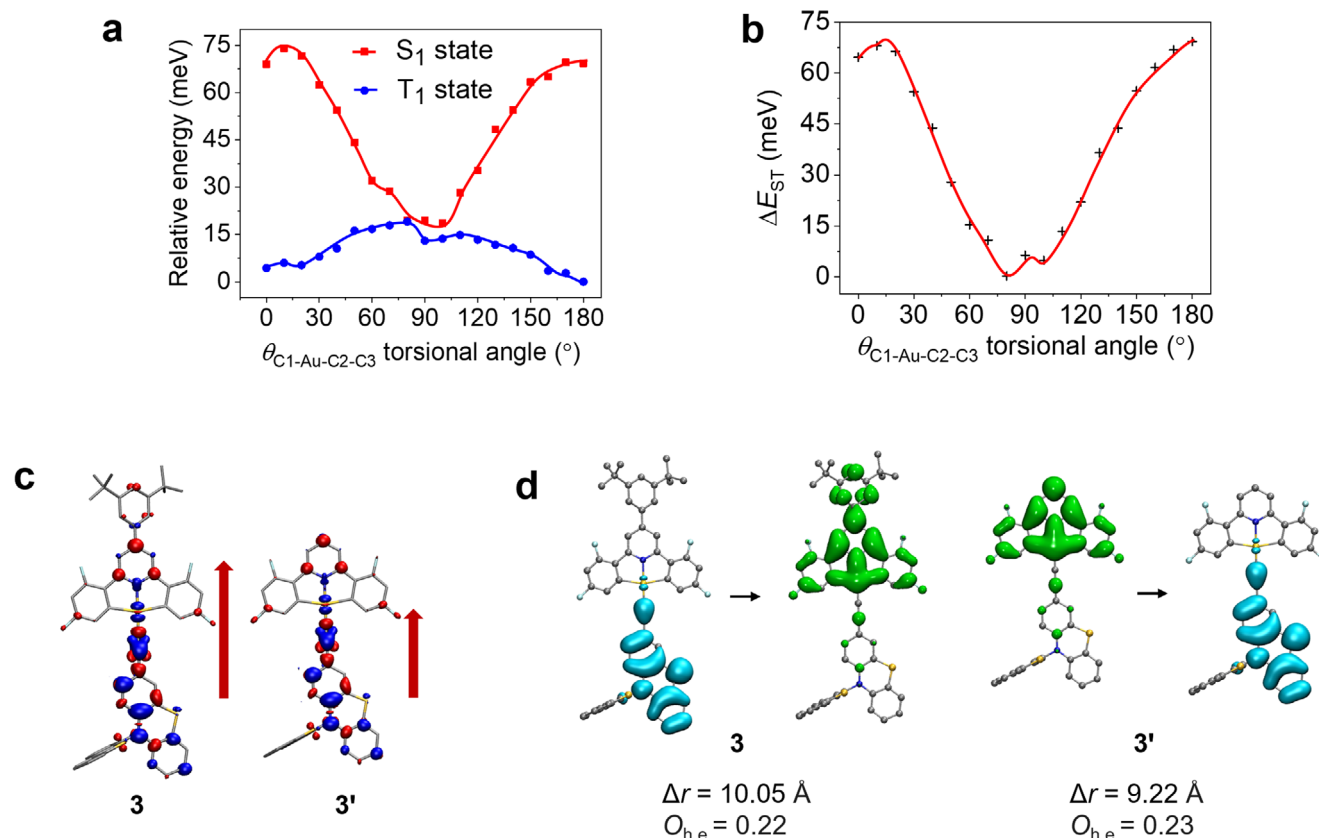 a
Relative energy (meV)
75
60
45
30
15
0
S₁ state
T₁ state
0 30 60 90 120 150 180
θC1-Au-C2-C3 torsional angle (°)
b
ΔEST (meV)
75
60
45
30
15
0
0 30 60 90 120 150 180
θC1-Au-C2-C3 torsional angle (°)
c
3
3'
d
3
Δr = 10.05 Å
Oh,e = 0.22
3'
Δr = 9.22 Å
Oh,e = 0.23